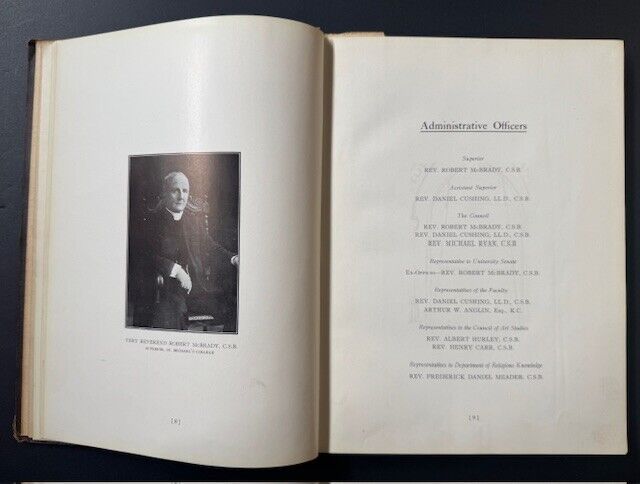 VERY REVEREND ROBERT McBRADY, C.S.B.
SUPERIOR, ST. MICHAEL'S COLLEGE
[8]
Administrative Officers
Superior
REV. ROBERT McBRADY, C.S.B.
Assistant Superior
REV. DANIEL CUSHING, LL.D., C.S.B.
The Council
REV. ROBERT McBRADY, C.S.B.
REV. DANIEL CUSHING, LL.D., C.S.B.
REV. MICHAEL RYAN, C.S.B.
Representative to University Senate
Ex-Officio—REV. ROBERT McBRADY, C.S.B.
Representatives of the Faculty
REV. DANIEL CUSHING, LL.D., C.S.B.
ARTHUR W. ANGLIN, Esq., K.C.
Representatives to the Council of Art Studies
REV. ALBERT HURLEY, C.S.B.
REV. HENRY CARR, C.S.B.
Representatives to Department of Religious Knowledge
REV. FREDERICK DANIEL MEADER, C.S.B.
[9]